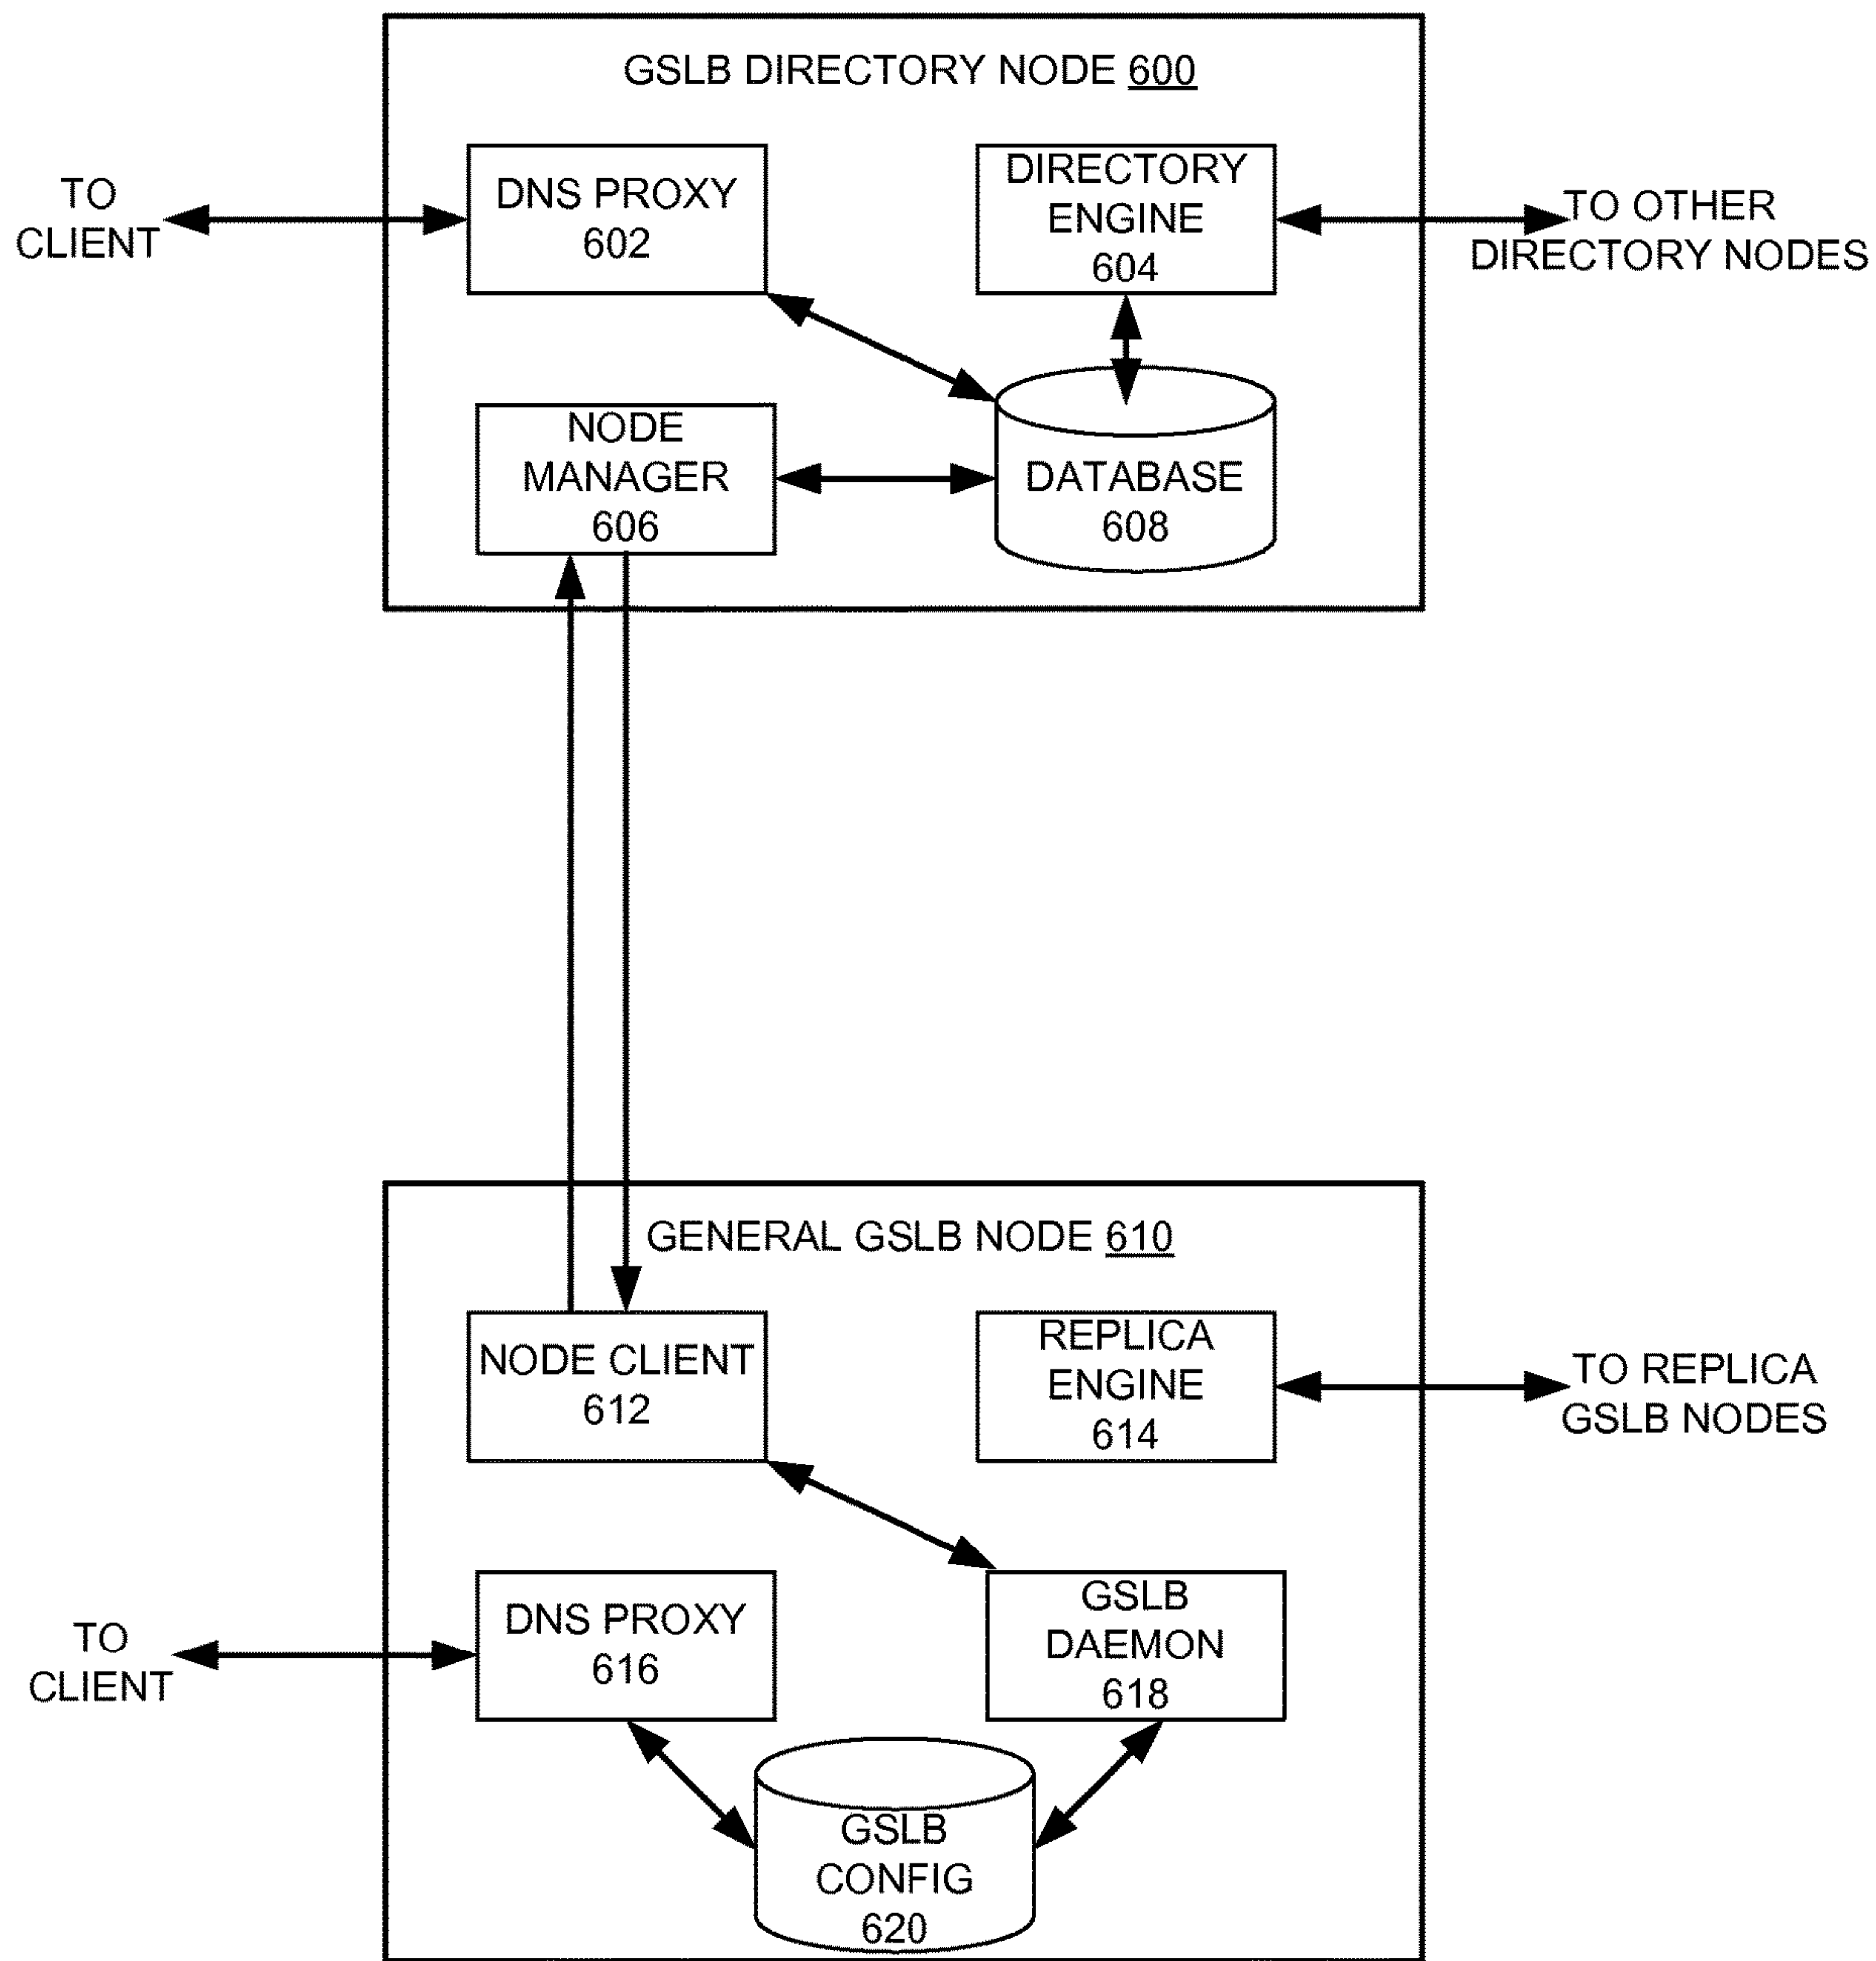 GSLB DIRECTORY NODE 600
TO
CLIENT
DNS PROXY
602
DIRECTORY
ENGINE
604
TO OTHER
DIRECTORY NODES
NODE
MANAGER
606
DATABASE
608
GENERAL GSLB NODE 610
NODE CLIENT
612
REPLICA
ENGINE
614
TO REPLICA
GSLB NODES
TO
CLIENT
DNS PROXY
616
GSLB
DAEMON
618
GSLB
CONFIG
620